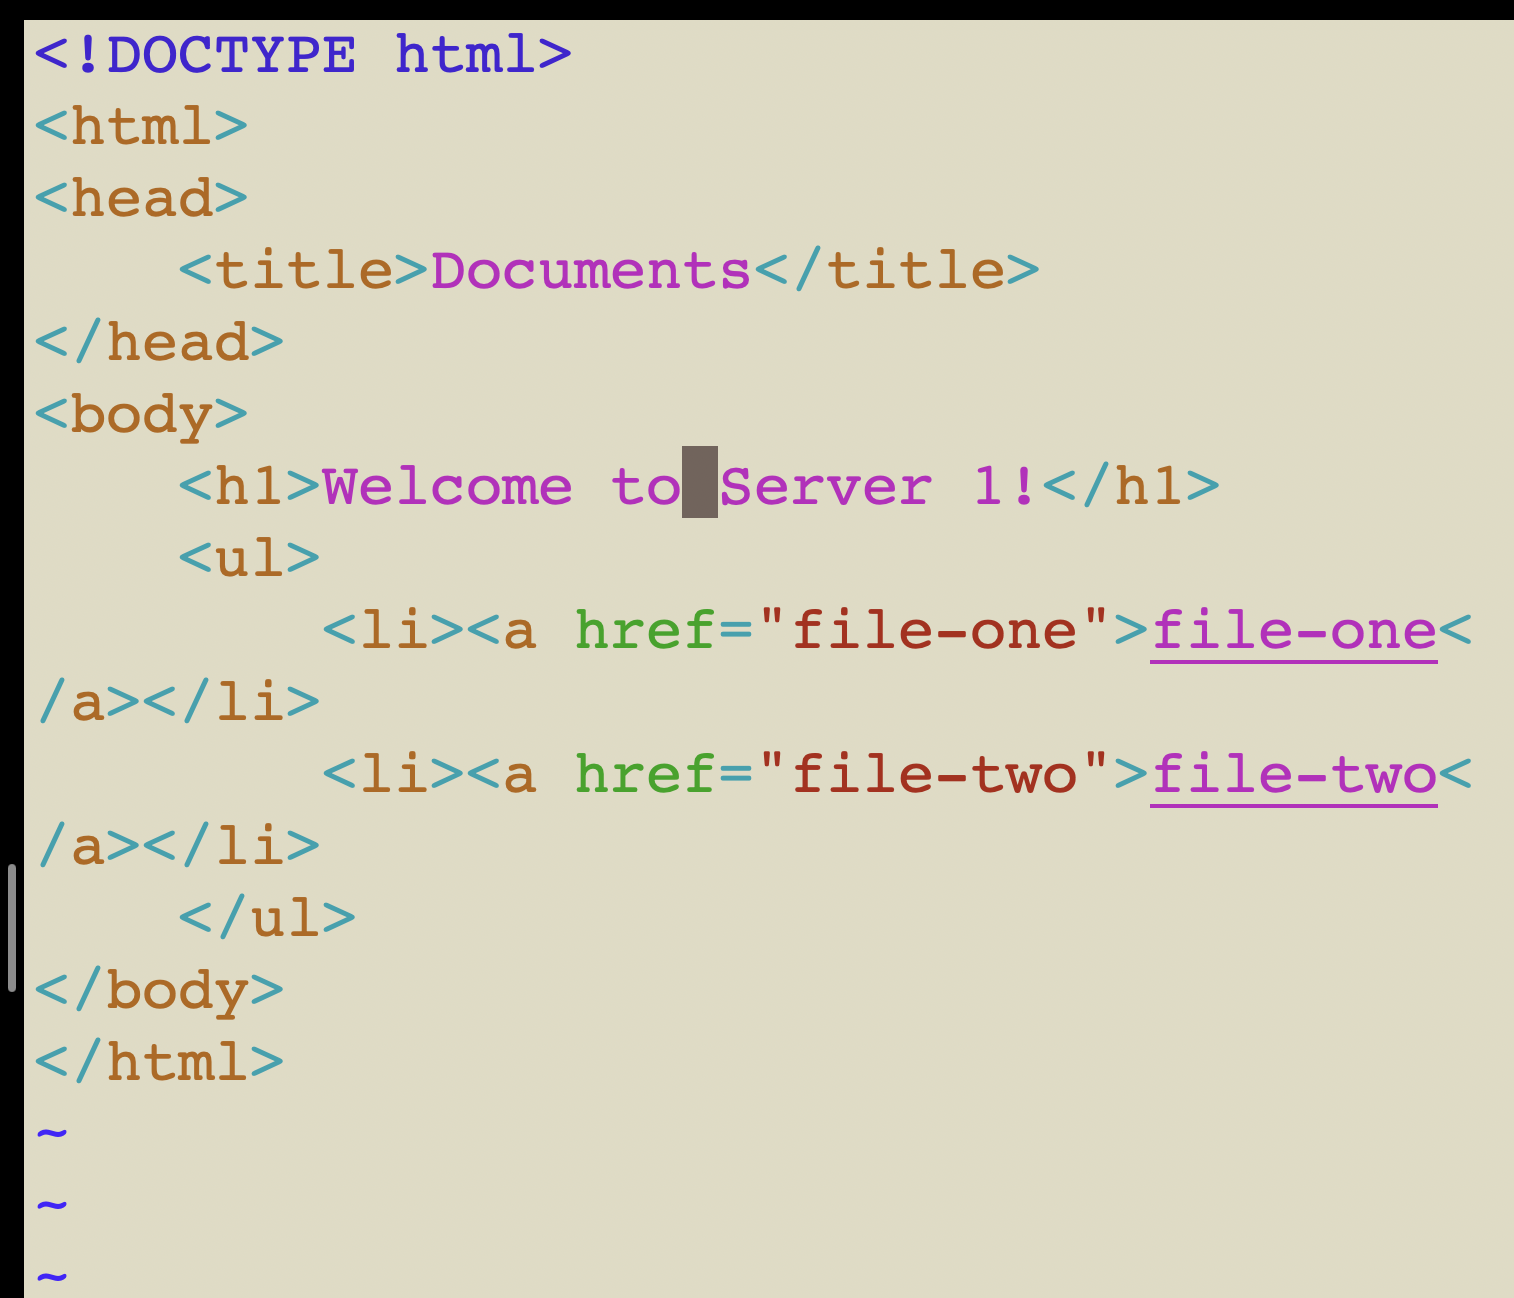 <!DOCTYPE html>
<html>
<head>
    <title>Documents</title>
</head>
<body>
    <h1>Welcome to Server 1!</h1>
    <ul>
        <li><a href="file-one">file-one<
/a></li>
        <li><a href="file-two">file-two<
/a></li>
    </ul>
</body>
</html>
~
~
~